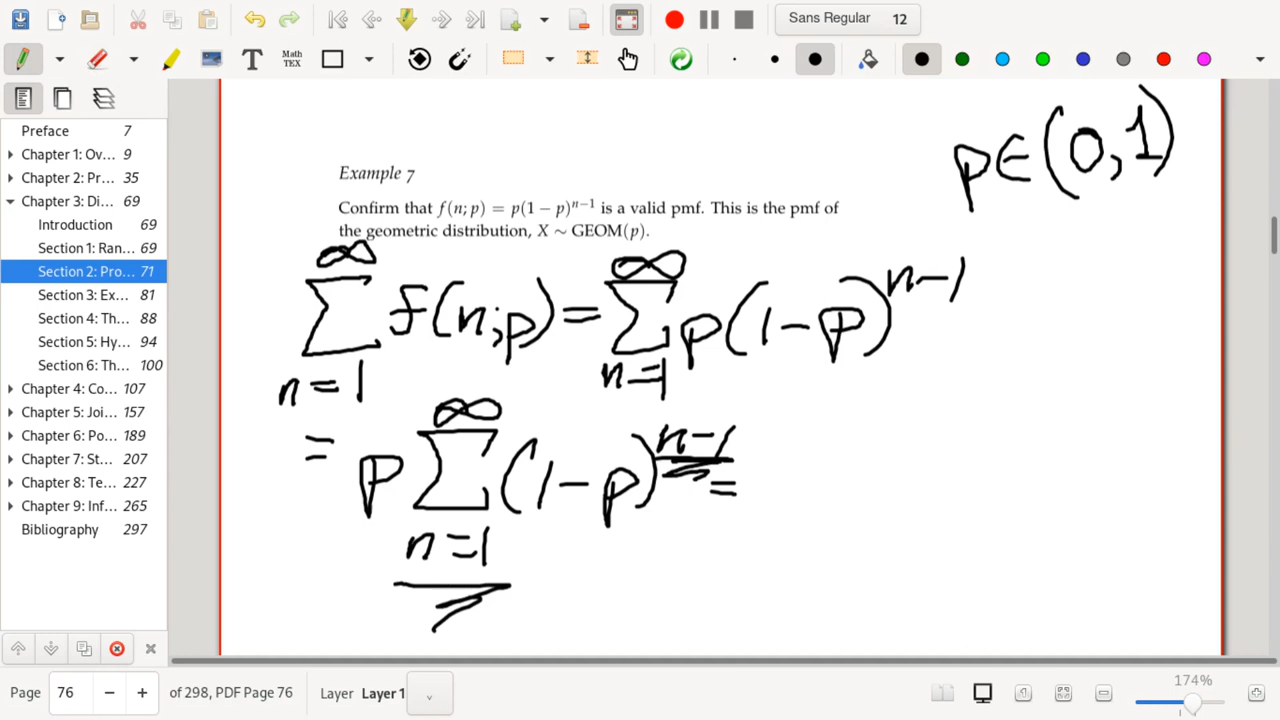 Sans Regular 12
T Math TEX
Preface 7
Chapter 1: Ov... 9
Chapter 2: Pr... 35
Chapter 3: Di... 69
Introduction 69
Section 1: Ran... 69
Section 2: Pro... 71
Section 3: Ex... 81
Section 4: Th... 88
Section 5: Hy... 94
Section 6: Th... 100
Chapter 4: Co... 107
Chapter 5: Joi... 157
Chapter 6: Po... 189
Chapter 7: St... 207
Chapter 8: Te... 227
Chapter 9: Inf... 265
Bibliography 297
p∈(0,1)
Example 7
Confirm that f(n; p) = p(1 − p)^{n−1} is a valid pmf. This is the pmf of
the geometric distribution, X ∼ GEOM(p).
∑_{n=1}^{∞} f(n;p) = ∑_{n=1}^{∞} p(1−p)^{n−1}
= p ∑_{n=1}^{∞} (1−p)^{n−1} =
Page 76 − + of 298, PDF Page 76 Layer Layer 1 174%